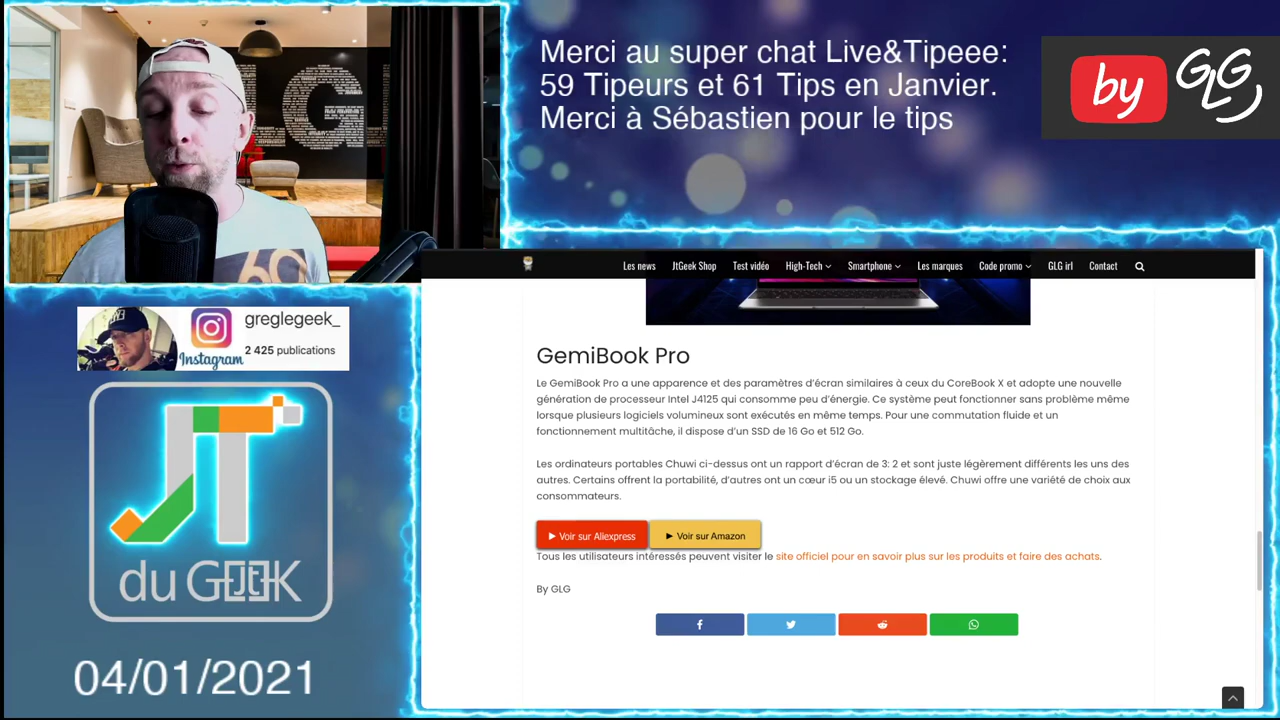 Merci au super chat Live&Tipeee:
59 Tipeurs et 61 Tips en Janvier.
Merci à Sébastien pour le tips
by GLG
greglegeek_
Instagram
2 425 publications
JT
du GEEK
04/01/2021
Les news JtGeek Shop Test vidéo High-Tech Smartphone Les marques Code promo GLG irl Contact
GemiBook Pro
Le GemiBook Pro a une apparence et des paramètres d'écran similaires à ceux du CoreBook X et adopte une nouvelle
génération de processeur Intel J4125 qui consomme peu d'énergie. Ce système peut fonctionner sans problème même
lorsque plusieurs logiciels volumineux sont exécutés en même temps. Pour une commutation fluide et un
fonctionnement multitâche, il dispose d'un SSD de 16 Go et 512 Go.
Les ordinateurs portables Chuwi ci-dessus ont un rapport d'écran de 3: 2 et sont juste légèrement différents les uns des
autres. Certains offrent la portabilité, d'autres ont un cœur i5 ou un stockage élevé. Chuwi offre une variété de choix aux
consommateurs.
Voir sur Aliexpress Voir sur Amazon
Tous les utilisateurs intéressés peuvent visiter le site officiel pour en savoir plus sur les produits et faire des achats.
By GLG